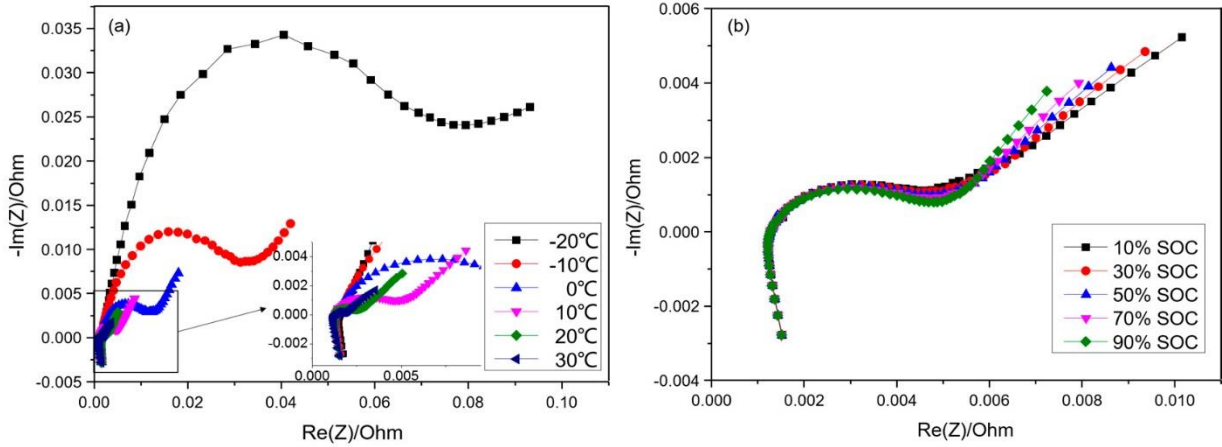 (a)
-Im(Z)/Ohm
0.035
0.030
0.025
0.020
0.015
0.010
0.005
0.000
-0.005
0.00 0.02 0.04 0.06 0.08 0.10
Re(Z)/Ohm
0.004
0.002
0.000
-0.002
0.000 0.005
-20℃
-10℃
0℃
10℃
20℃
30℃
(b)
-Im(Z)/Ohm
0.006
0.004
0.002
0.000
-0.002
-0.004
0.000 0.002 0.004 0.006 0.008 0.010
Re(Z)/Ohm
10% SOC
30% SOC
50% SOC
70% SOC
90% SOC